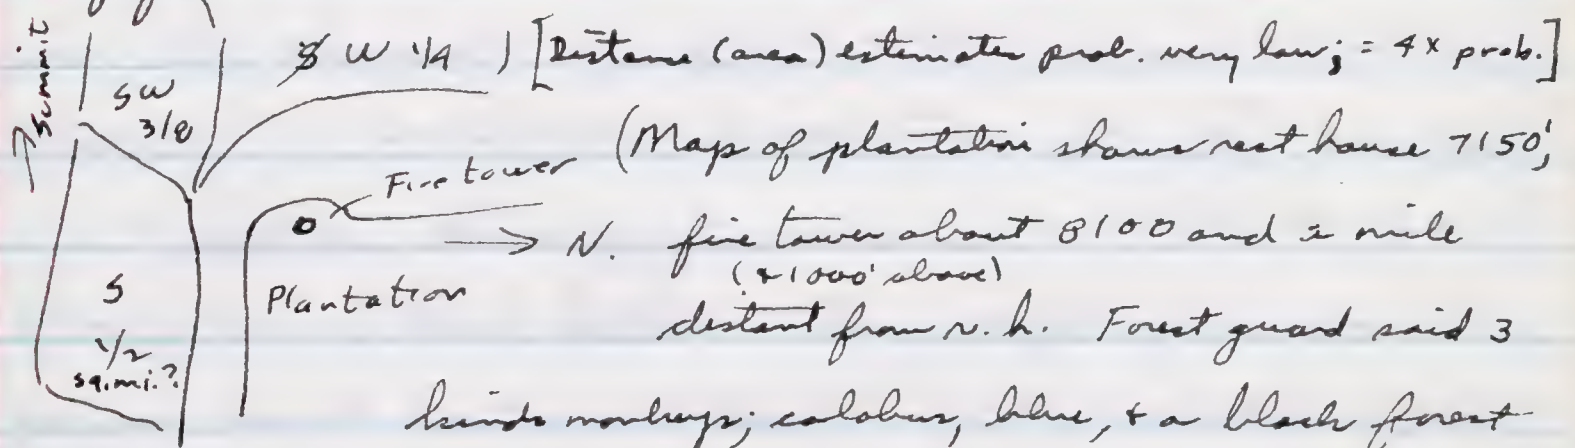 Summit
SW
3/8
S W 1/4 ) [Distance (area) estimates prob. very low; = 4x prob.]
(Map of plantation shows rest house 7150';
Fire tower
→ N. fire tower about 8100 and 2 mile
(+1000' above)
Plantation
distant from r.h. Forest guard said 3
S
1/2
sq.mi.?
kinds monkeys; colobus, blue, + a black forest